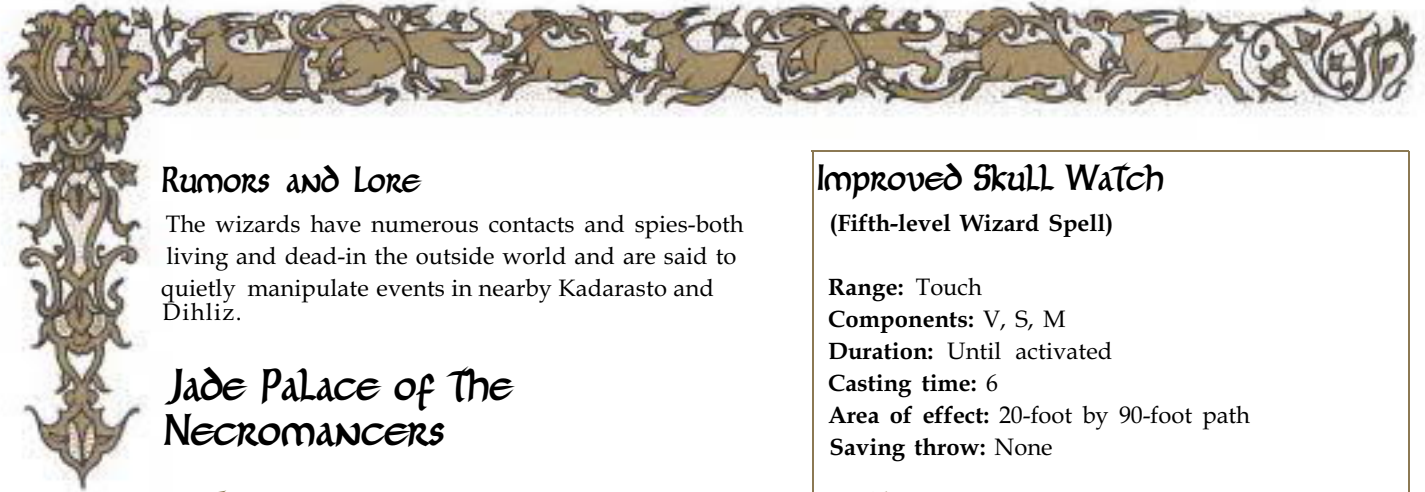 Rumors and Lore
The wizards have numerous contacts and spies-both
living and dead-in the outside world and are said to
quietly manipulate events in nearby Kadarasto and
Dihliz.
Jade Palace of The
Necromancers
Improved Skull Watch
(Fifth-level Wizard Spell)
Range: Touch
Components: V, S, M
Duration: Until activated
Casting time: 6
Area of effect: 20-foot by 90-foot path
Saving throw: None